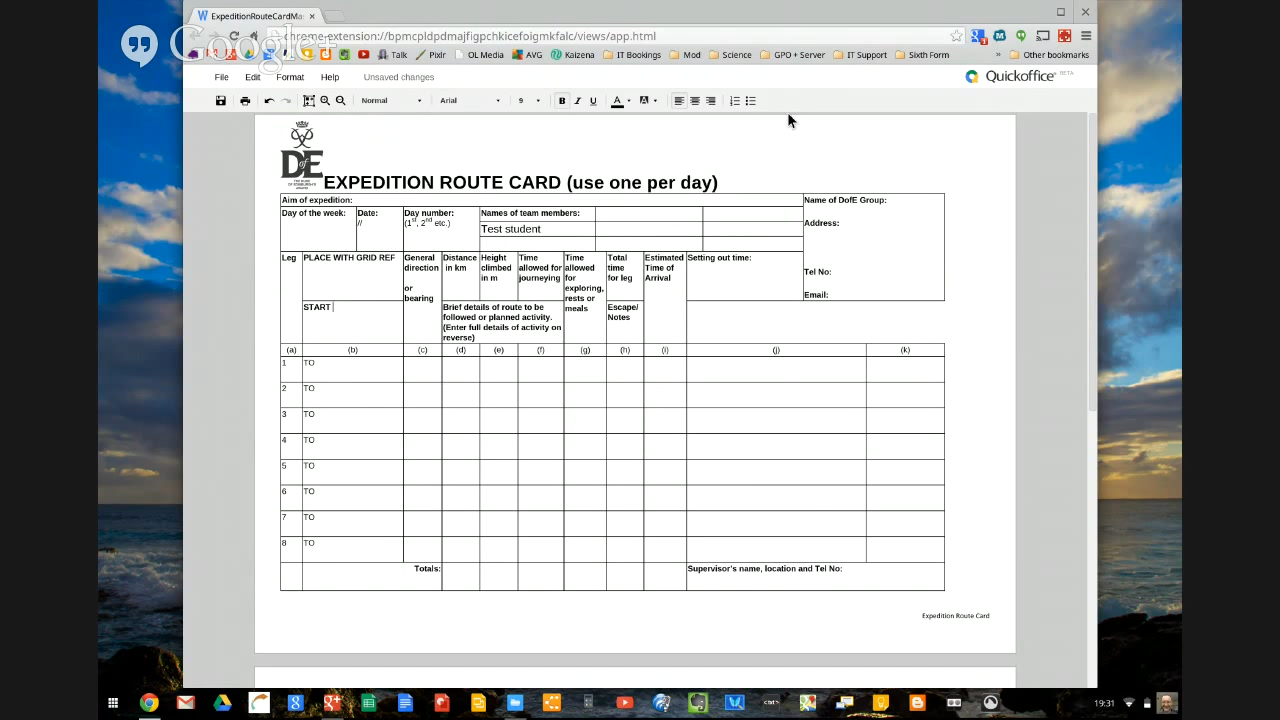 ExpeditionRouteCardMa
Google+
chrome-extension://bpmcpldpdmajfigpchkicefoigmkfalc/views/app.html
Talk Pixlr OL Media AVG Kaizena IT Bookings Mod Science GPO + Server IT Support Sixth Form » Other bookmarks
File Edit Format Help Unsaved changes Quickoffice BETA
Normal Arial 9 B I U A A
DofE
THE DUKE
OF EDINBURGH'S
AWARD
EXPEDITION ROUTE CARD (use one per day)
Aim of expedition:
Name of DofE Group:
Day of the week:
Date:
//
Day number:
(1st, 2nd etc.)
Names of team members:
Test student
Address:
Tel No:
Email:
Leg
PLACE WITH GRID REF
START
General
direction
or
bearing
Distance
in km
Height
climbed
in m
Time
allowed for
journeying
Brief details of route to be
followed or planned activity.
(Enter full details of activity on
reverse)
Time
allowed
for
exploring,
rests or
meals
Total
time
for leg
Escape/
Notes
Estimated
Time of
Arrival
Setting out time:
(a) (b) (c) (d) (e) (f) (g) (h) (i) (j) (k)
1 TO
2 TO
3 TO
4 TO
5 TO
6 TO
7 TO
8 TO
Totals:
Supervisor's name, location and Tel No:
Expedition Route Card
19:31